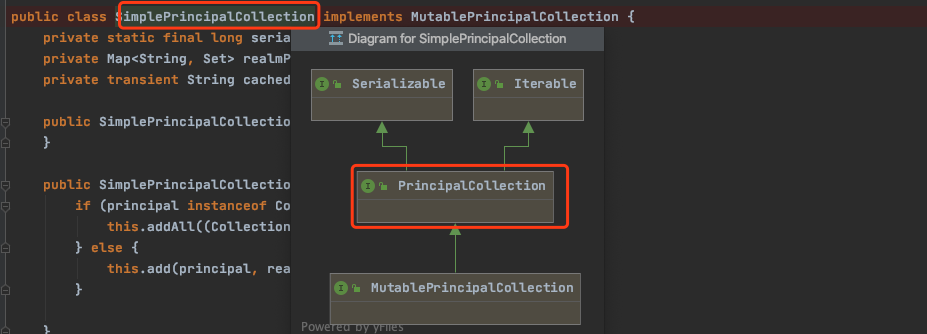 public class SimplePrincipalCollection implements MutablePrincipalCollection {
Diagram for SimplePrincipalCollection
private static final long seria
private Map<String, Set> realmP
private transient String cached
I Serializable
I Iterable
public SimplePrincipalCollectio
}
I PrincipalCollection
public SimplePrincipalCollectio
if (principal instanceof Co
this.addAll((Collection
} else {
this.add(principal, rea
}
I MutablePrincipalCollection
}
Powered by yFiles